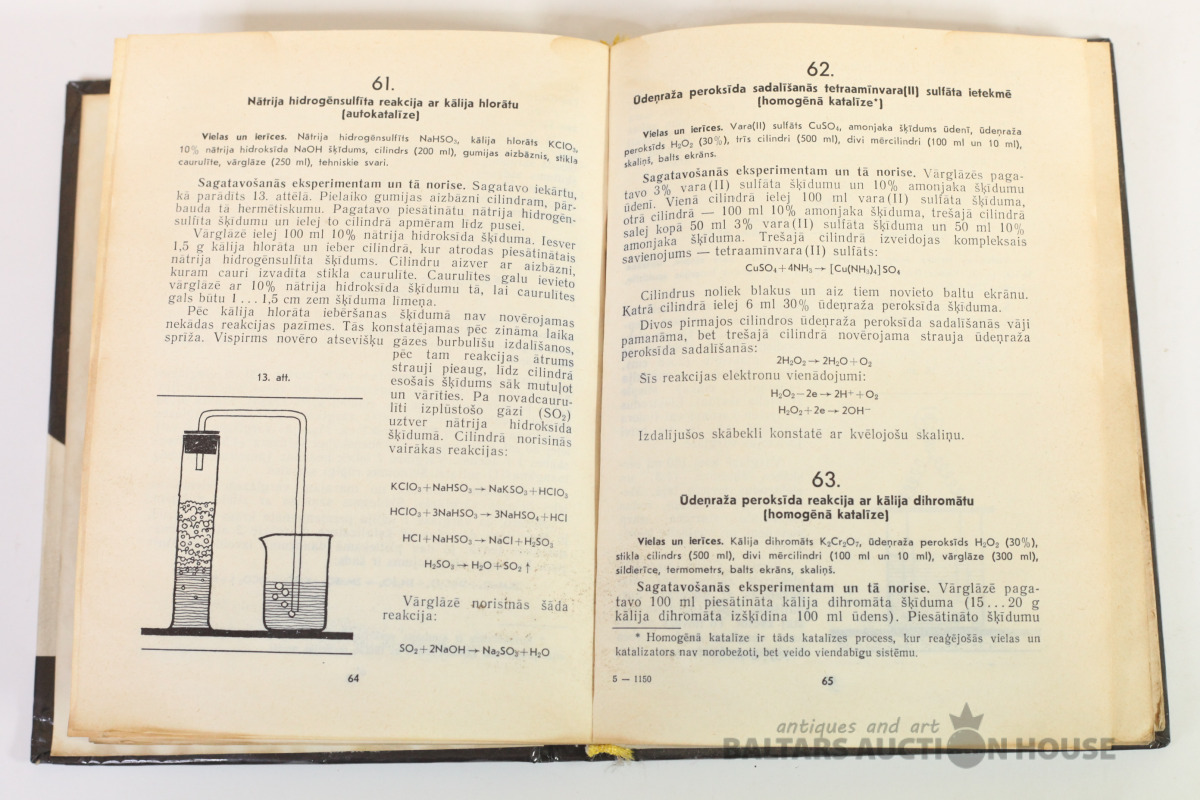 61.
Nātrija hidrogēnsulfīta reakcija ar kālija hlorātu
(autokatalīze)
Vielas un ierīces. Nātrija hidrogēnsulfīts NaHSO₃, kālija hlorāts KClO₃,
10% nātrija hidroksīda NaOH šķīdums, cilindrs (200 ml), gumijas aizbāznis, stikla
caurulīte, vārglāze (250 ml), tehniskie svari.
Sagatavošanās eksperimentam un tā norise. Sagatavo iekārtu,
kā parādīts 13. attēlā. Pielaiko gumijas aizbāzni cilindram, pār-
bauda tā hermētiskumu. Pagatavo piesātinātu nātrija hidrogēn-
sulfīta šķīdumu un ielej to cilindrā apmēram līdz pusei.
Vārglāzē ielej 100 ml 10% nātrija hidroksīda šķīduma. Iesver
1,5 g kālija hlorāta un ieber cilindrā, kur atrodas piesātinātais
nātrija hidrogēnsulfīta šķīdums. Cilindru aizver ar aizbāzni,
kuram cauri izvadīta stikla caurulīte. Caurulītes galu ievieto
vārglāzē ar 10% nātrija hidroksīda šķīdumu tā, lai caurulītes
gals būtu 1 ... 1,5 cm zem šķīduma līmeņa.
Pēc kālija hlorāta iebēršanas šķīdumā nav novērojamas
nekādas reakcijas pazīmes. Tās konstatējamas pēc zināma laika
sprīža. Vispirms novēro atsevišķu gāzes burbulīšu izdalīšanos,
pēc tam reakcijas ātrums
strauji pieaug, līdz cilindrā
esošais šķīdums sāk mutuļot
un vārīties. Pa novadcauru-
līti izplūstošo gāzi (SO₂)
uztver nātrija hidroksīda
šķīdumā. Cilindrā norisinās
vairākas reakcijas:
13. att.
KClO₃+NaHSO₃→NaKSO₃+HClO₃
HClO₃+3NaHSO₃→3NaHSO₄+HCl
HCl+NaHSO₃→NaCl+H₂SO₃
H₂SO₃→H₂O+SO₂↑
Vārglāzē norisinās šāda
reakcija:
SO₂+2NaOH→Na₂SO₃+H₂O
64
62.
Ūdeņraža peroksīda sadalīšanās tetraamīnvara(II) sulfāta ietekmē
(homogēnā katalīze*)
Vielas un ierīces. Vara(II) sulfāts CuSO₄, amonjaka šķīdums ūdenī, ūdeņraža
peroksīds H₂O₂ (30%), trīs cilindri (500 ml), divi mērcilindri (100 ml un 10 ml),
skaliņš, balts ekrāns.
Sagatavošanās eksperimentam un tā norise. Vārglāzēs paga-
tavo 3% vara(II) sulfāta šķīdumu un 10% amonjaka šķīdumu
ūdenī. Vienā cilindrā ielej 100 ml vara(II) sulfāta šķīduma,
otrā cilindrā — 100 ml 10% amonjaka šķīduma, trešajā cilindrā
salej kopā 50 ml 3% vara(II) sulfāta šķīduma un 50 ml 10%
amonjaka šķīduma. Trešajā cilindrā izveidojas kompleksais
savienojums — tetraamīnvara(II) sulfāts:
CuSO₄+4NH₃→[Cu(NH₃)₄]SO₄
Cilindrus noliek blakus un aiz tiem novieto baltu ekrānu.
Katrā cilindrā ielej 6 ml 30% ūdeņraža peroksīda šķīduma.
Divos pirmajos cilindros ūdeņraža peroksīda sadalīšanās vāji
pamanāma, bet trešajā cilindrā novērojama strauja ūdeņraža
peroksīda sadalīšanās:
2H₂O₂→2H₂O+O₂
Šīs reakcijas elektronu vienādojumi:
H₂O₂−2e→2H⁺+O₂
H₂O₂+2e→2OH⁻
Izdalījušos skābekli konstatē ar kvēlojošu skaliņu.
63.
Ūdeņraža peroksīda reakcija ar kālija dihromātu
(homogēnā katalīze)
Vielas un ierīces. Kālija dihromāts K₂Cr₂O₇, ūdeņraža peroksīds H₂O₂ (30%),
stikla cilindrs (500 ml), divi mērcilindri (100 ml un 10 ml), vārglāze (300 ml),
sildierīce, termometrs, balts ekrāns, skaliņš.
Sagatavošanās eksperimentam un tā norise. Vārglāzē paga-
tavo 100 ml piesātināta kālija dihromāta šķīduma (15...20 g
kālija dihromāta izšķīdina 100 ml ūdens). Piesātināto šķīdumu
* Homogēnā katalīze ir tāds katalīzes process, kur reaģējošās vielas un
katalizators nav norobežoti, bet veido viendabīgu sistēmu.
5 — 1150
65
antiques and art
BALTARS AUCTION HOUSE